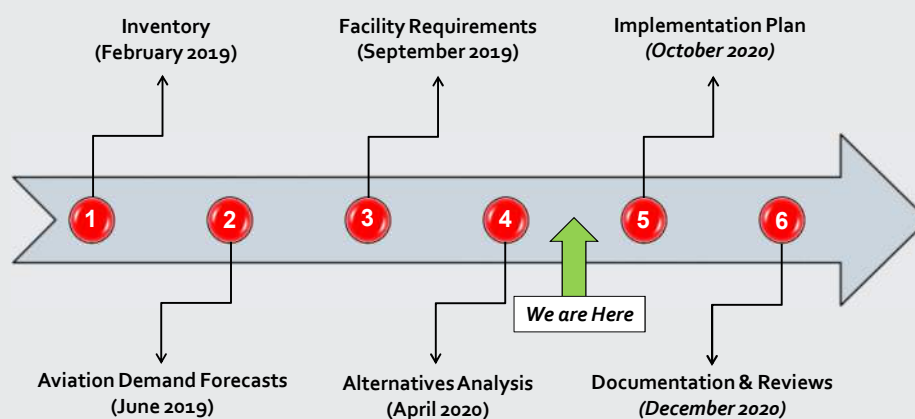 Inventory
(February 2019)
Facility Requirements
(September 2019)
Implementation Plan
(October 2020)
1
2
3
4
5
6
We are Here
Aviation Demand Forecasts
(June 2019)
Alternatives Analysis
(April 2020)
Documentation & Reviews
(December 2020)